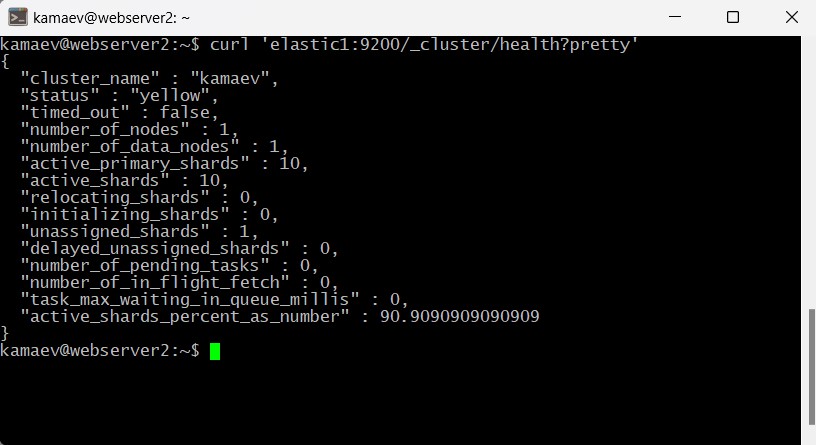 kamaev@webserver2: ~
kamaev@webserver2:~$ curl 'elastic1:9200/_cluster/health?pretty'
{
  "cluster_name" : "kamaev",
  "status" : "yellow",
  "timed_out" : false,
  "number_of_nodes" : 1,
  "number_of_data_nodes" : 1,
  "active_primary_shards" : 10,
  "active_shards" : 10,
  "relocating_shards" : 0,
  "initializing_shards" : 0,
  "unassigned_shards" : 1,
  "delayed_unassigned_shards" : 0,
  "number_of_pending_tasks" : 0,
  "number_of_in_flight_fetch" : 0,
  "task_max_waiting_in_queue_millis" : 0,
  "active_shards_percent_as_number" : 90.9090909090909
}
kamaev@webserver2:~$